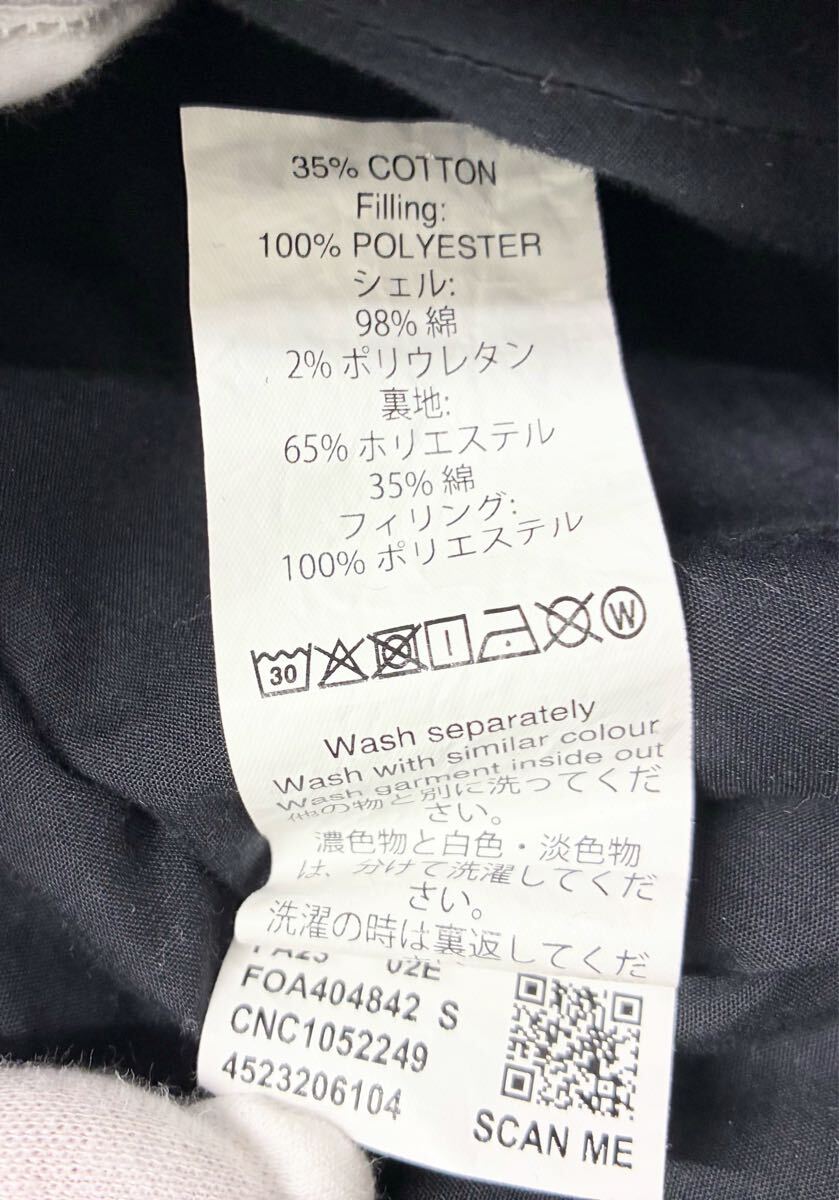 35% COTTON
Filling:
100% POLYESTER
シェル:
98% 綿
2% ポリウレタン
裏地:
65% ホリエステル
35% 綿
フィリング:
100% ポリエステル
30
W
Wash separately
Wash with similar colour
Wash garment inside out
他の物と別に洗ってくだ
さい。
濃色物と白色・淡色物
は、分けて洗濯してくだ
さい。
洗濯の時は裏返してくだ
02E
FOA404842 S
CNC1052249
4523206104
SCAN ME